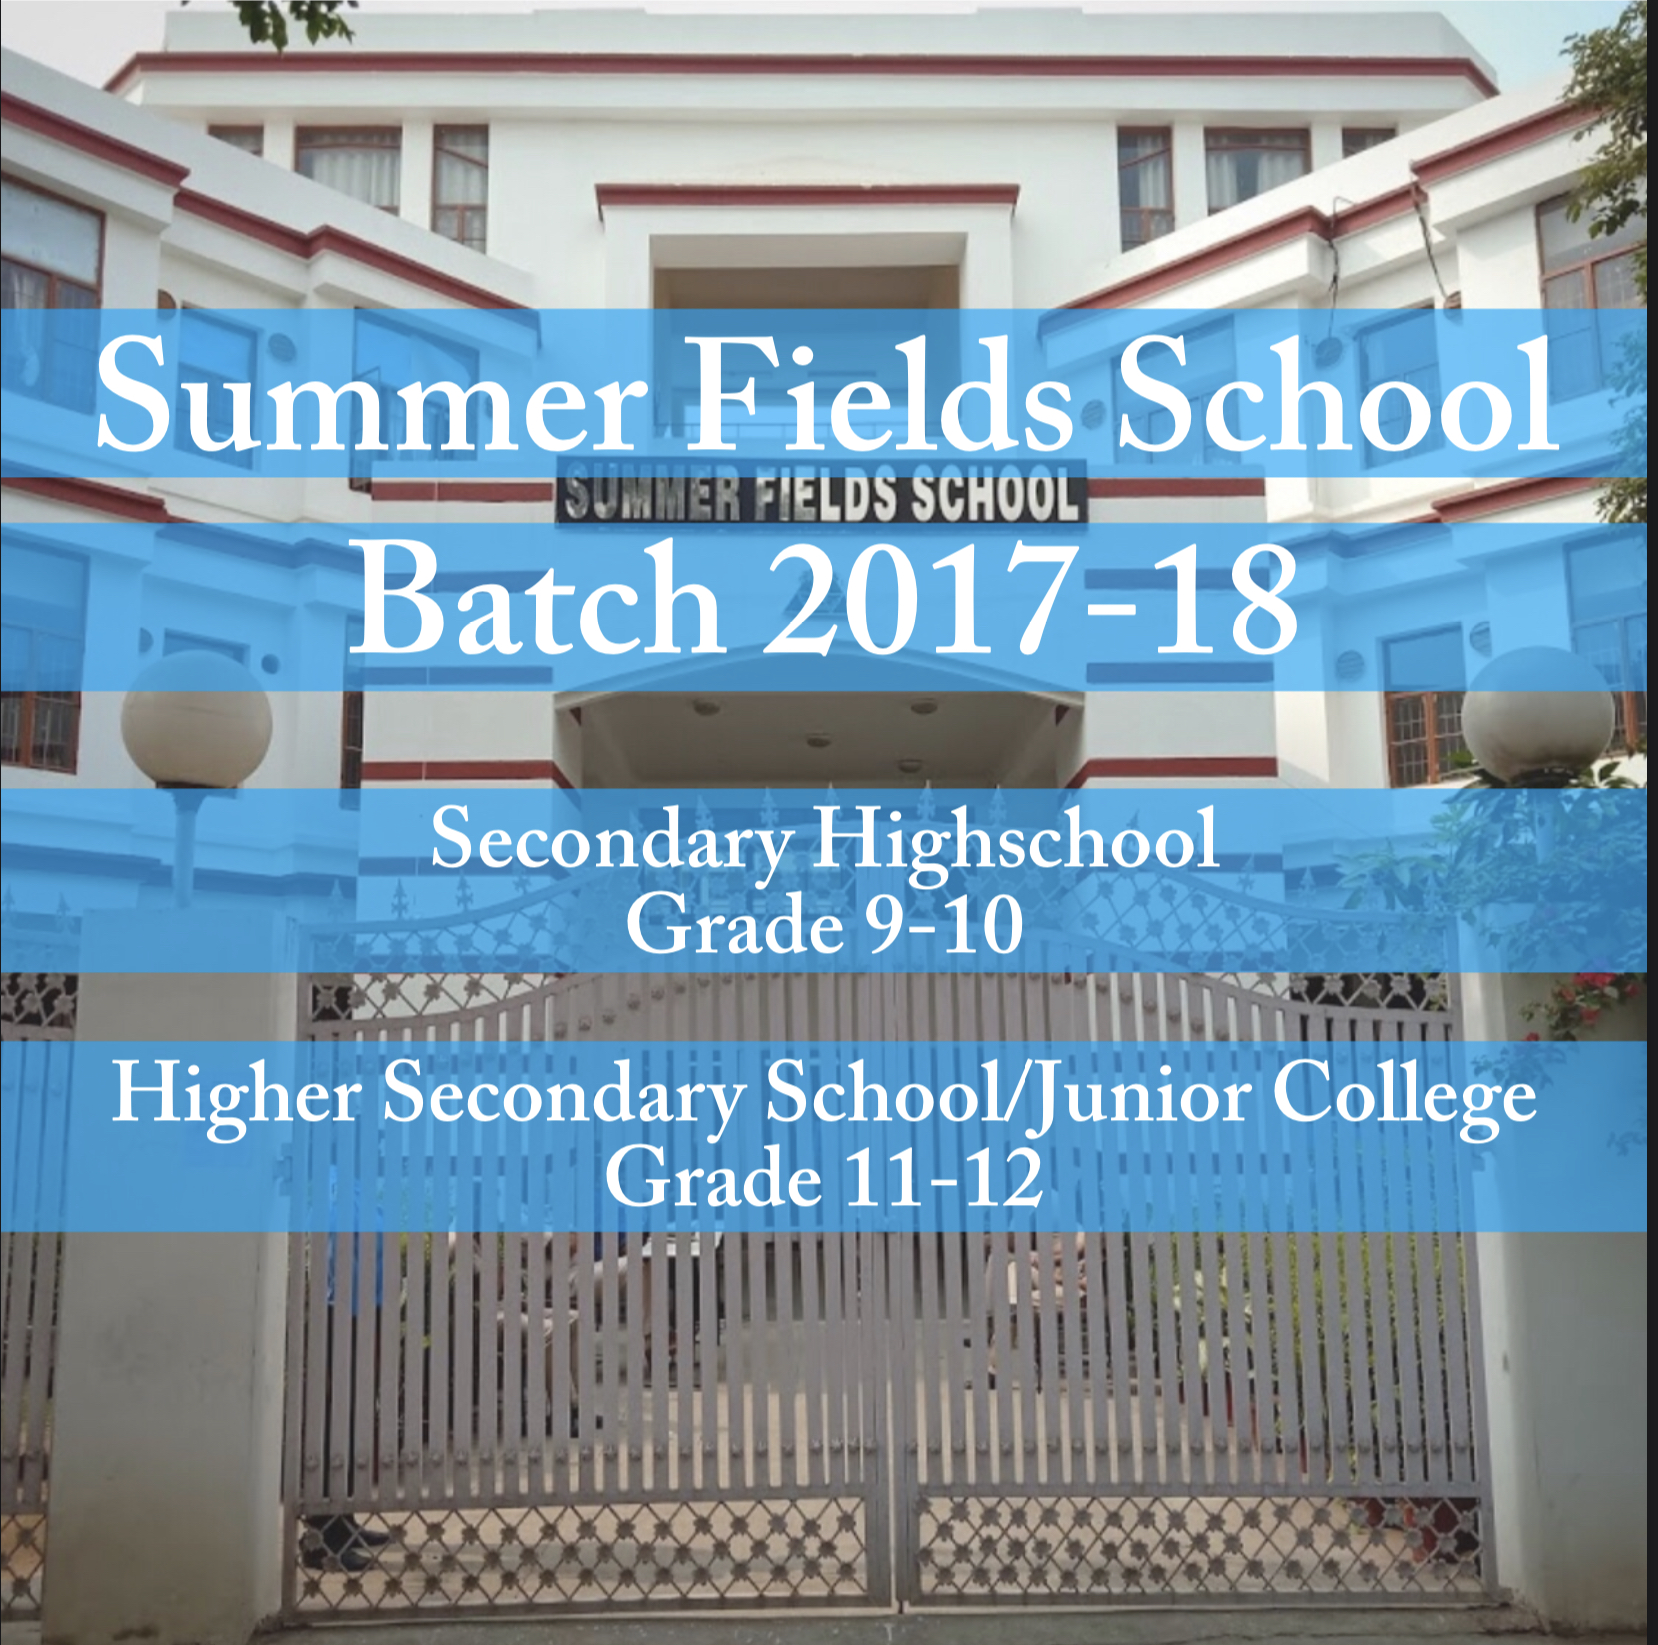 Summer Fields School
SUMMER FIELDS SCHOOL
Batch 2017-18
Secondary Highschool
Grade 9-10
Higher Secondary School/Junior College
Grade 11-12